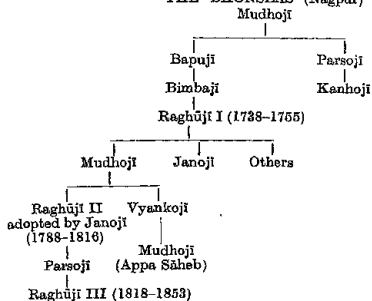 THE BHONSLAS (Nagpur)
Mudhojī
Bapujī Parsojī
Bimbajī Kanhojī
Raghūjī I (1738–1755)
Mudhojī Janojī Others
Raghūjī II Vyankojī
adopted by Janojī
(1788–1816) Mudhojī
Parsojī (Appa Sāheb)
Raghūjī III (1818–1853)